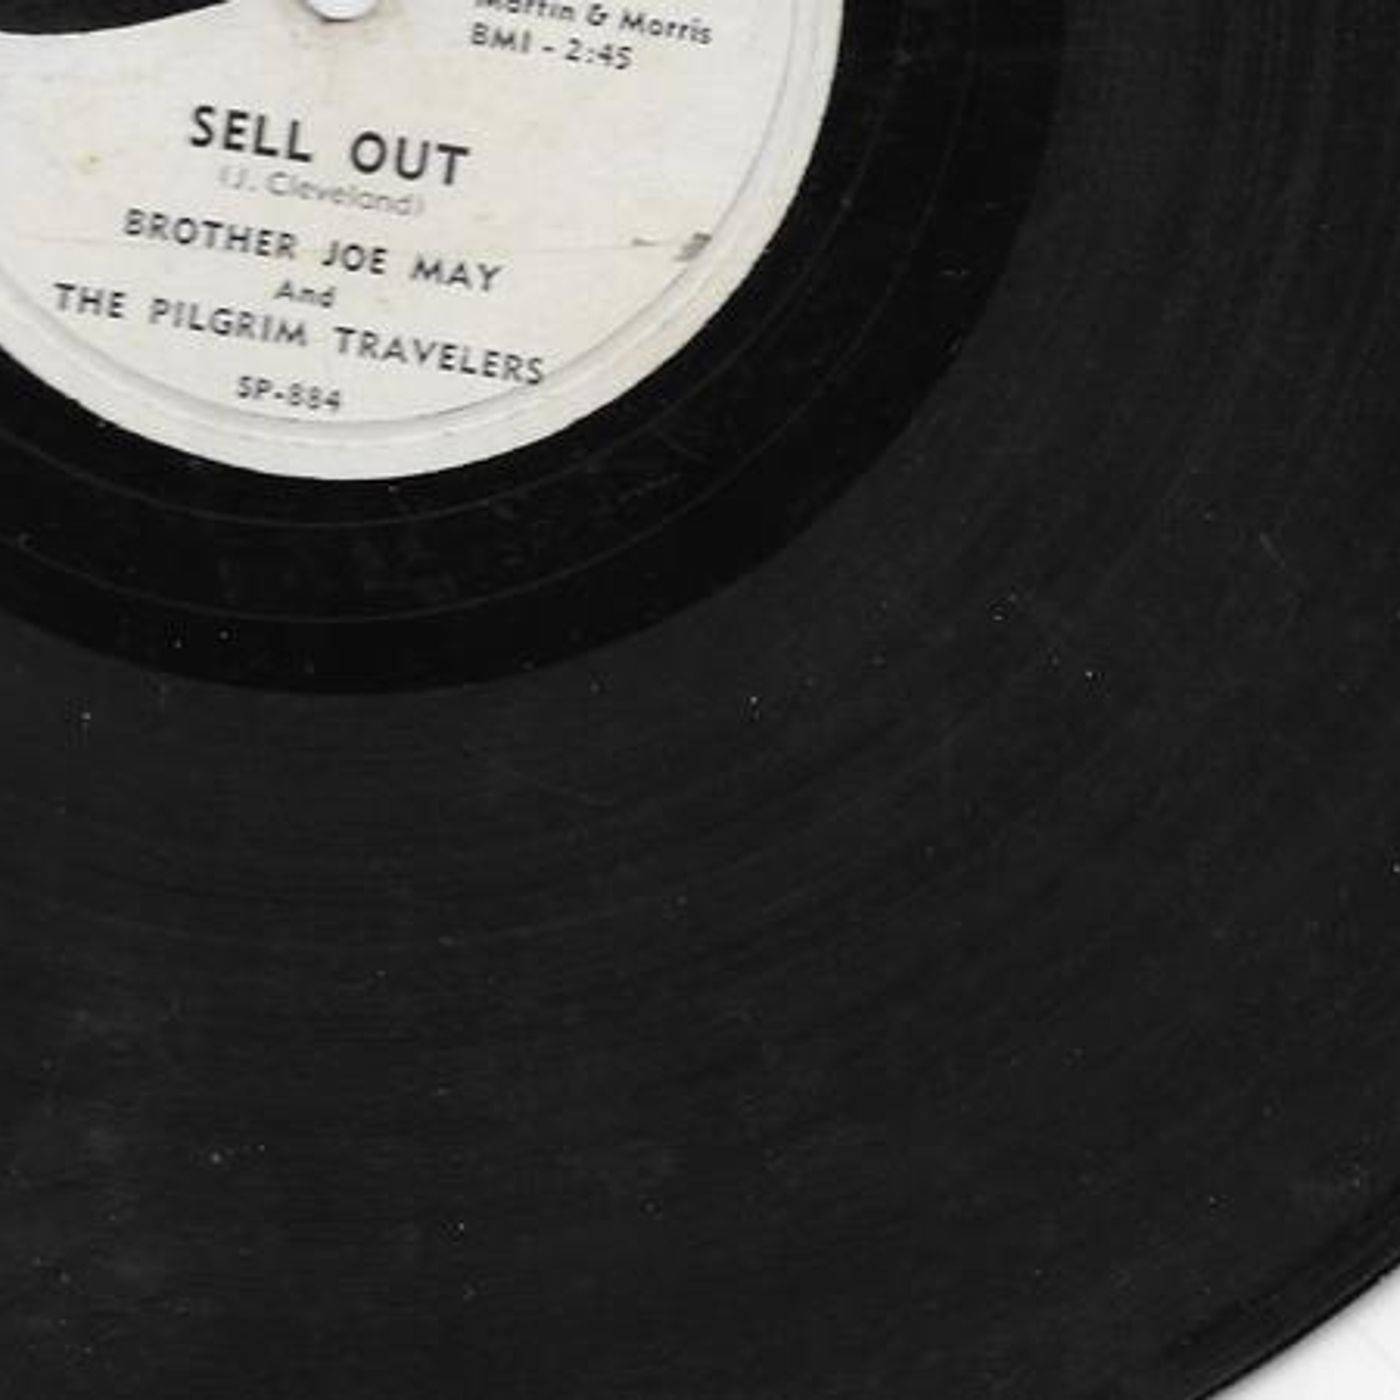 Martin & Morris
BMI - 2:45
SELL OUT
(J. Cleveland)
BROTHER JOE MAY
And
THE PILGRIM TRAVELERS
SP-884